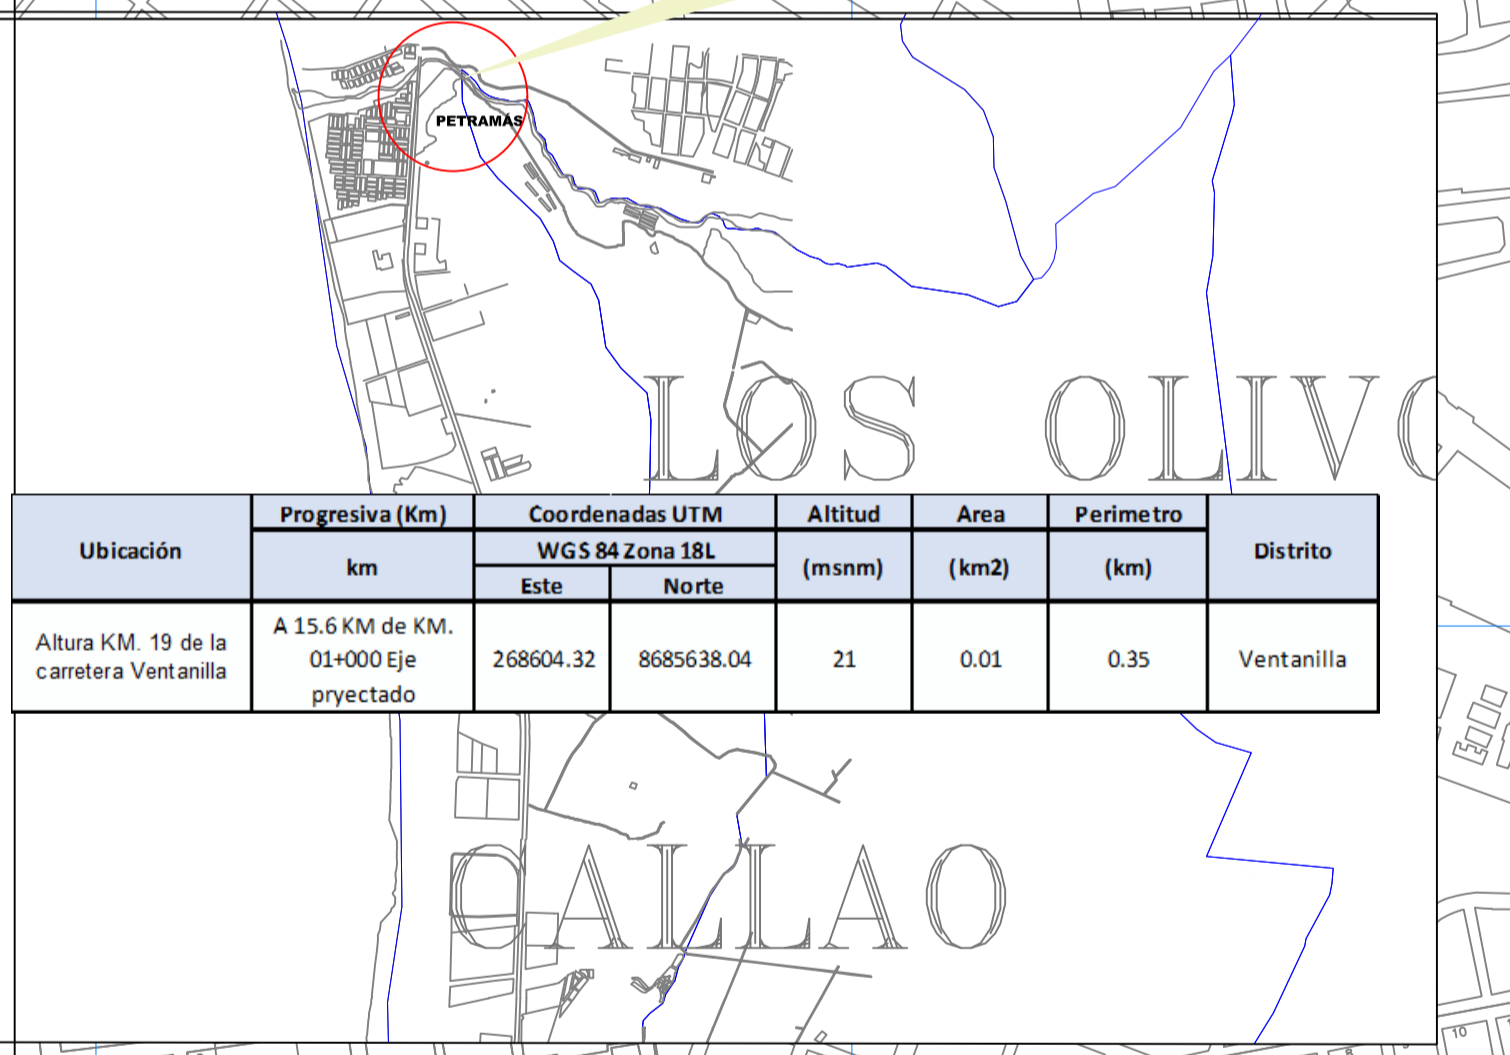 PETRAMÁS
LOS OLIVO
Ubicación
Progresiva (Km)
km
Coordenadas UTM
WGS 84 Zona 18L
Este
Norte
Altitud
(msnm)
Area
(km2)
Perimetro
(km)
Distrito
Altura KM. 19 de la
carretera Ventanilla
A 15.6 KM de KM.
01+000 Eje
pryectado
268604.32
8685638.04
21
0.01
0.35
Ventanilla
CALLAO
10